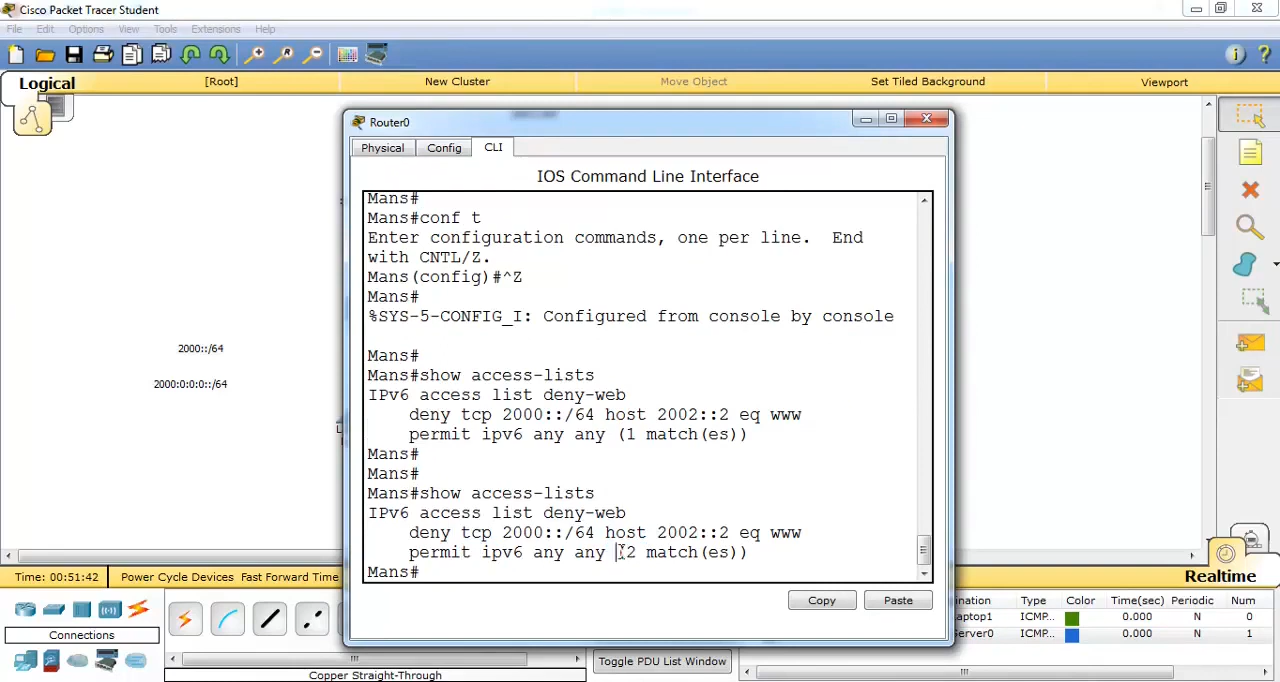 Cisco Packet Tracer Student
File Edit Options View Tools Extensions Help
Logical [Root] New Cluster Move Object Set Tiled Background Viewport
Router0
Physical Config CLI
IOS Command Line Interface
Mans#
Mans#conf t
Enter configuration commands, one per line. End
with CNTL/Z.
Mans(config)#^Z
Mans#
%SYS-5-CONFIG_I: Configured from console by console
Mans#
Mans#show access-lists
IPv6 access list deny-web
deny tcp 2000::/64 host 2002::2 eq www
permit ipv6 any any (1 match(es))
Mans#
Mans#
Mans#show access-lists
IPv6 access list deny-web
deny tcp 2000::/64 host 2002::2 eq www
permit ipv6 any any (2 match(es))
Mans#
Copy Paste
2000::/64
2000:0:0:0::/64
Time: 00:51:42 Power Cycle Devices Fast Forward Time
Realtime
Connections
Copper Straight-Through
Toggle PDU List Window
ination Type Color Time(sec) Periodic Num
aptop1 ICMP... 0.000 N 0
erver0 ICMP... 0.000 N 1